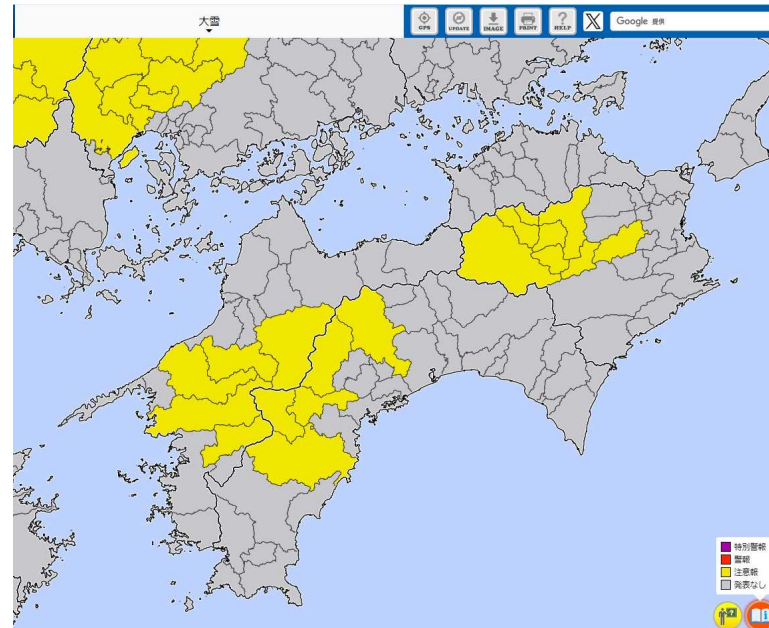 大雪
GPS
UPDATE
IMAGE
PRINT
HELP
Google 提供
特別警報
警報
注意報
発表なし